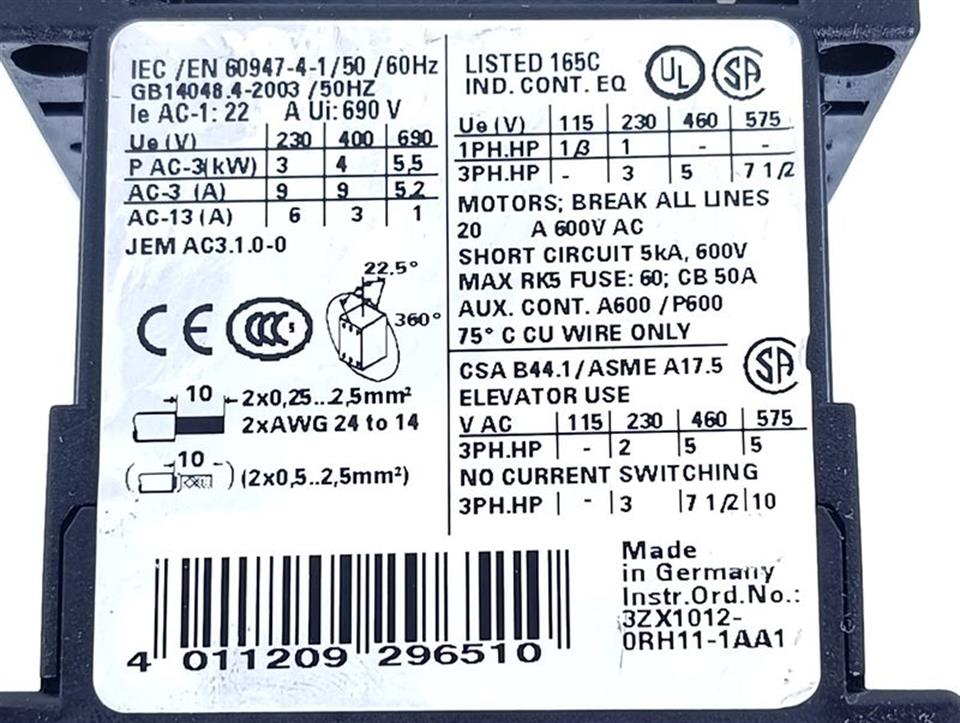 IEC /EN 60947-4-1/50 /60Hz
GB14048.4-2003 /50HZ
Ie AC-1: 22 A Ui: 690 V
Ue (V) 230 400 690
P AC-3(kW) 3 4 5,5
AC-3 (A) 9 9 5.2
AC-13 (A) 6 3 1
JEM AC3.1.0-0
22.5°
360°
CE CCC S
10 2x0,25...2,5mm²
2xAWG 24 to 14
10 (2x0,5..2,5mm²)
4 011209 296510
LISTED 165C
IND. CONT. EQ
UL SA
Ue (V) 115 230 460 575
1PH.HP 1/3 1 - -
3PH.HP - 3 5 7 1/2
MOTORS; BREAK ALL LINES
20 A 600V AC
SHORT CIRCUIT 5kA, 600V
MAX RK5 FUSE: 60; CB 50A
AUX. CONT. A600 /P600
75° C CU WIRE ONLY
CSA B44.1/ASME A17.5
ELEVATOR USE
SA
V AC 115 230 460 575
3PH.HP - 2 5 5
NO CURRENT SWITCHING
3PH.HP - 3 7 1/2 10
Made
in Germany
Instr.Ord.No.:
3ZX1012-
0RH11-1AA1